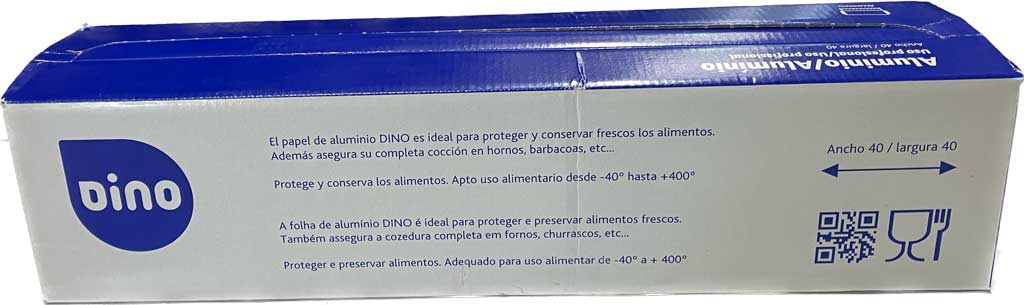 Aluminio/Alumínio
Uso profesional/Uso profissional
Ancho 40 / largura 40
Dino
El papel de aluminio DINO es ideal para proteger y conservar frescos los alimentos.
Además asegura su completa cocción en hornos, barbacoas, etc...
Protege y conserva los alimentos. Apto uso alimentario desde -40° hasta +400°
A folha de alumínio DINO é ideal para proteger e preservar alimentos frescos.
Também assegura a cozedura completa em fornos, churrascos, etc...
Proteger e preservar alimentos. Adequado para uso alimentar de -40° a + 400°
Ancho 40 / largura 40